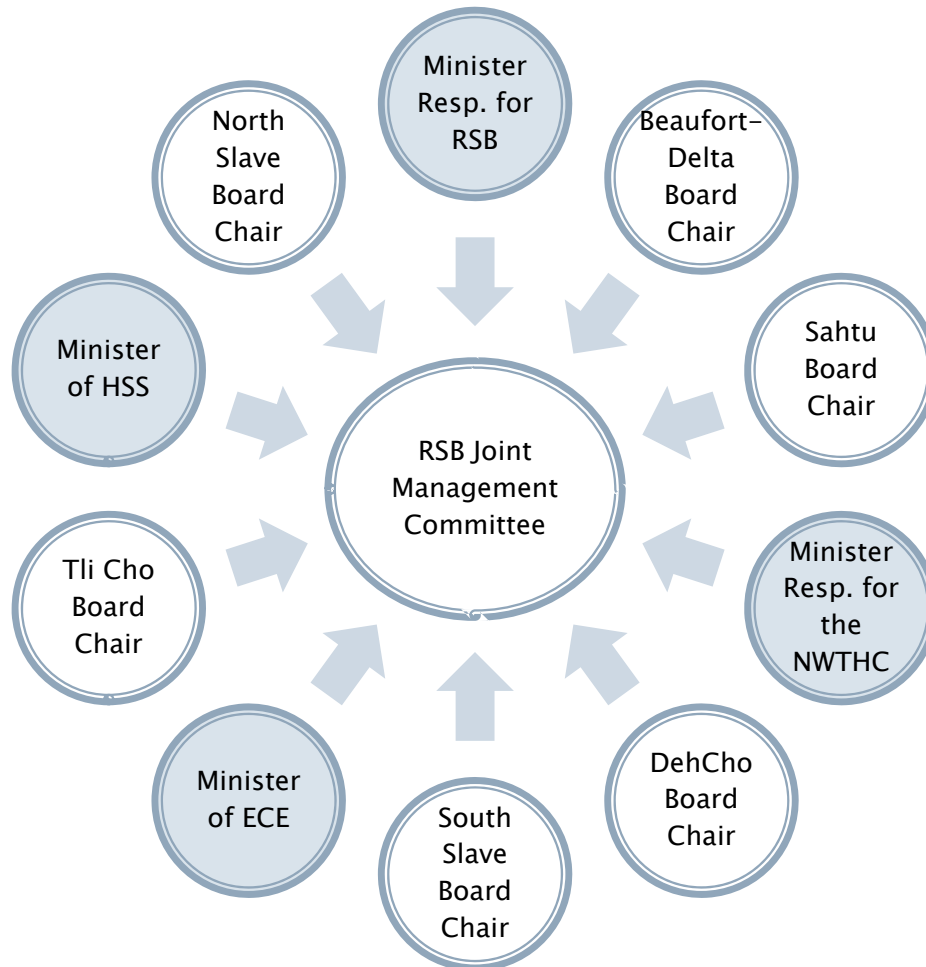 Minister
Resp. for
RSB
Beaufort-
Delta
Board
Chair
Sahtu
Board
Chair
Minister
Resp. for
the
NWTHC
DehCho
Board
Chair
South
Slave
Board
Chair
Minister
of ECE
Tli Cho
Board
Chair
Minister
of HSS
North
Slave
Board
Chair
RSB Joint
Management
Committee